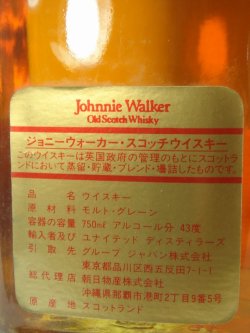 Johnnie Walker
Old Scotch Whisky
ジョニーウォーカー・スコッチウイスキー
このウイスキーは英国政府の管理のもとにスコットラ
ンドにおいて蒸留・貯蔵・ブレンド・壜詰したものです。
品名 ウイスキー
原材料 モルト・グレーン
容器の容量 750ml アルコール分 43度
輸入者及び ユナイテッド ディスティラーズ
引取先 グループ ジャパン株式会社
東京都品川区西五反田7-1-1
総代理店 朝日物産株式会社
沖縄県那覇市港町2丁目9番5号
原産地 スコットランド